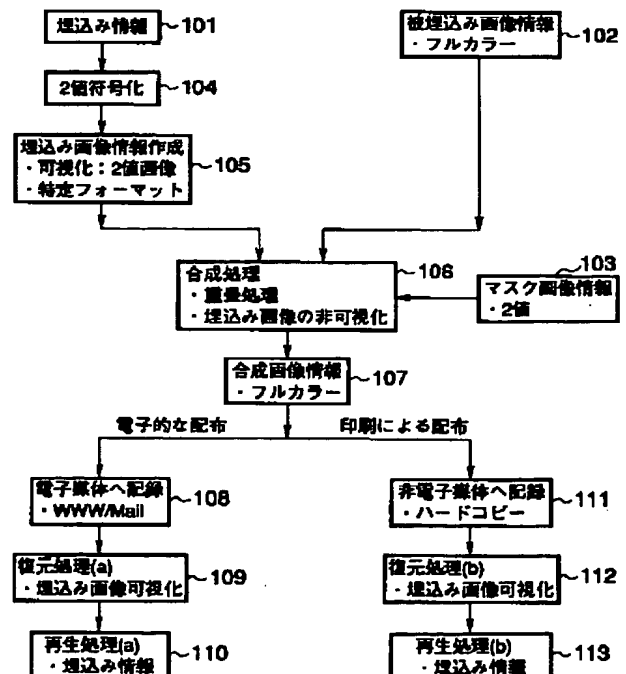 埋込み情報 101
被埋込み画像情報
・フルカラー 102
2値符号化 104
埋込み画像情報作成
・可視化：2値画像
・特定フォーマット 105
合成処理
・重畳処理
・埋込み画像の非可視化 106
103
マスク画像情報
・2値
合成画像情報
・フルカラー 107
電子的な配布
印刷による配布
電子媒体へ記録
・WWW/Mail 108
非電子媒体へ記録
・ハードコピー 111
復元処理(a)
・埋込み画像可視化 109
復元処理(b)
・埋込み画像可視化 112
再生処理(a)
・埋込み情報 110
再生処理(b)
・埋込み情報 113